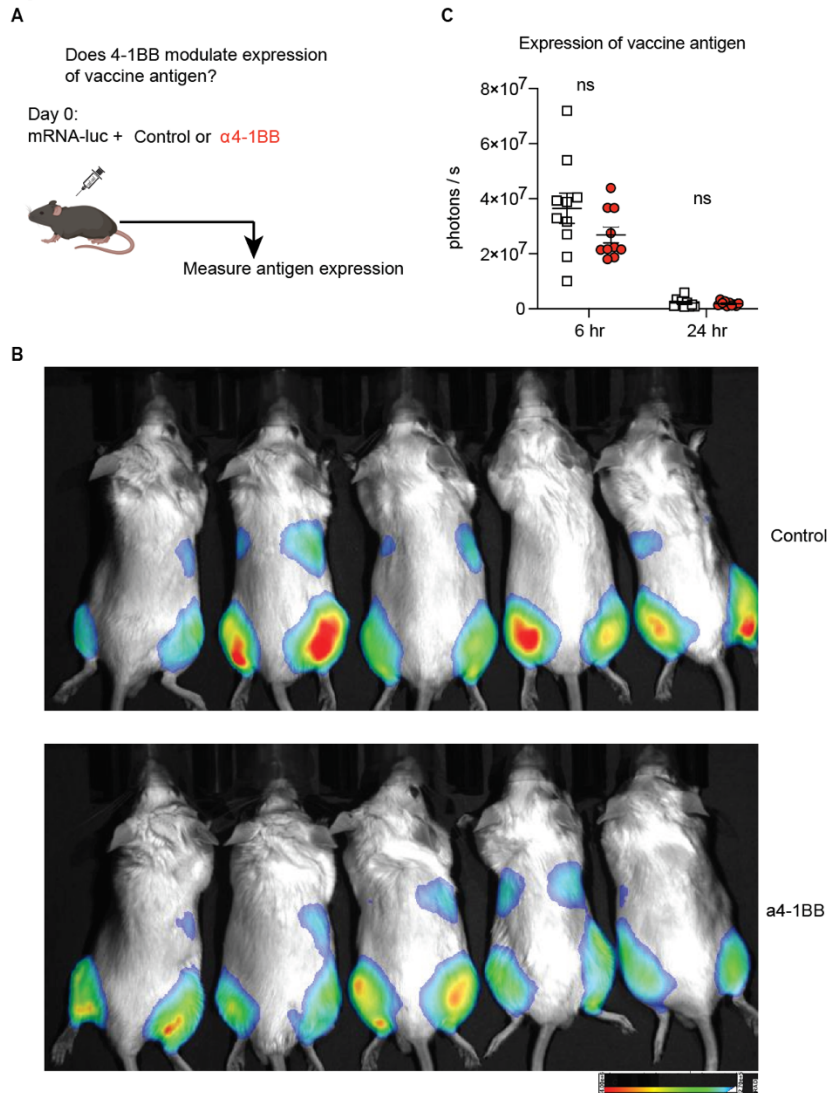 A
Does 4-1BB modulate expression
of vaccine antigen?
Day 0:
mRNA-luc + Control or α4-1BB
Measure antigen expression
C
Expression of vaccine antigen
ns
ns
8×10⁷
6×10⁷
4×10⁷
2×10⁷
0
photons / s
6 hr
24 hr
B
Control
a4-1BB